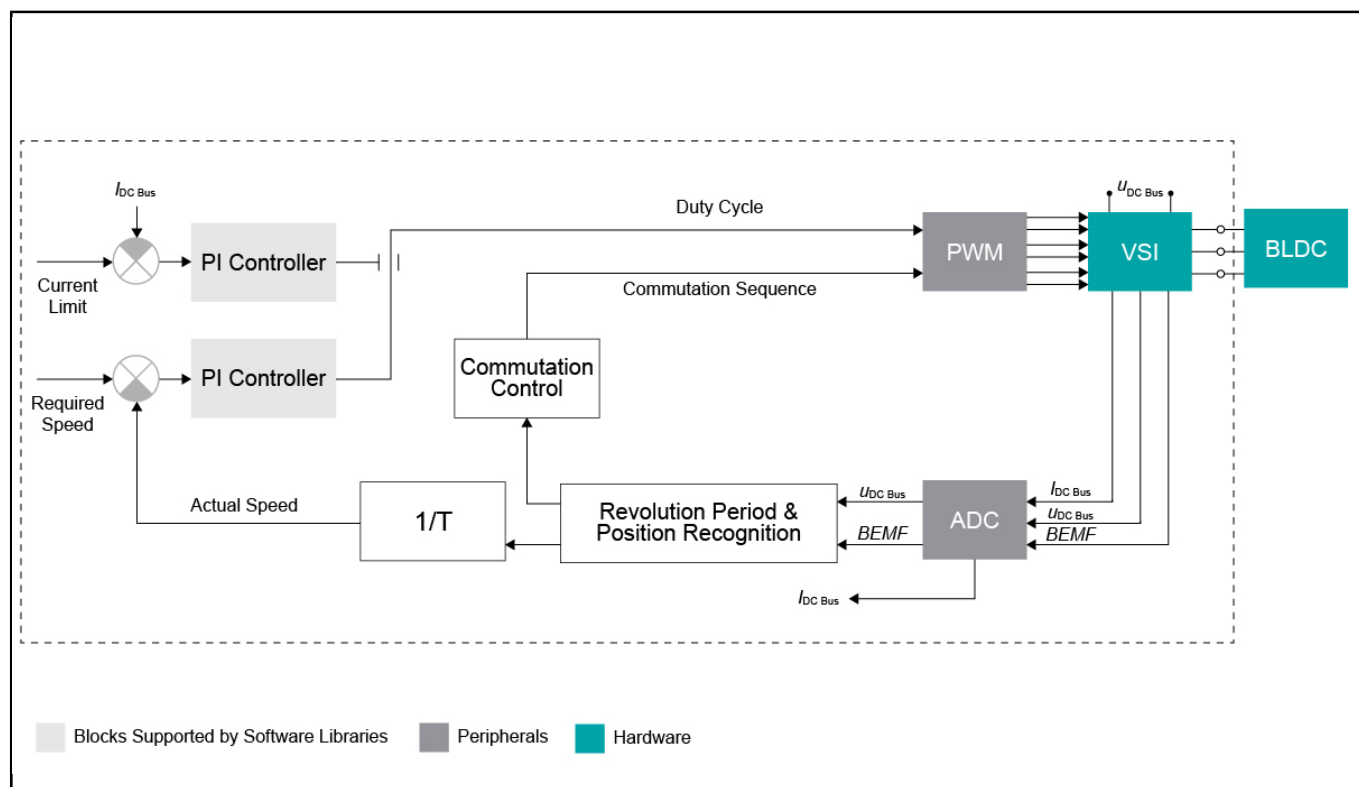 I DC Bus
u DC Bus
Duty Cycle
PI Controller
PWM
VSI
BLDC
Current
Limit
Commutation Sequence
PI Controller
Commutation
Control
Required
Speed
Actual Speed
1/T
Revolution Period &
Position Recognition
u DC Bus
BEMF
ADC
I DC Bus
u DC Bus
BEMF
I DC Bus
Blocks Supported by Software Libraries
Peripherals
Hardware